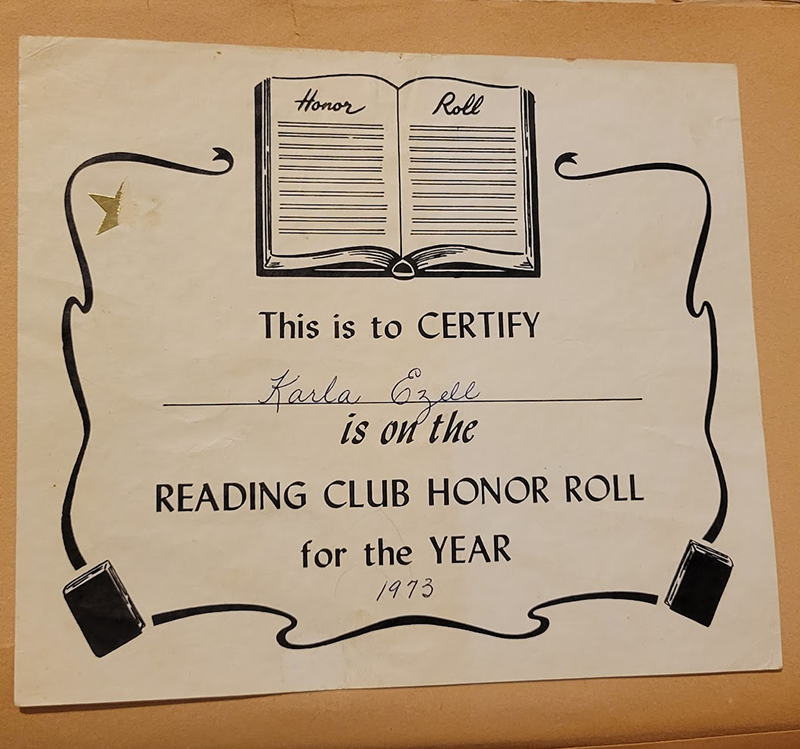 Honor Roll
This is to CERTIFY
Karla Ezell
is on the
READING CLUB HONOR ROLL
for the YEAR
1973